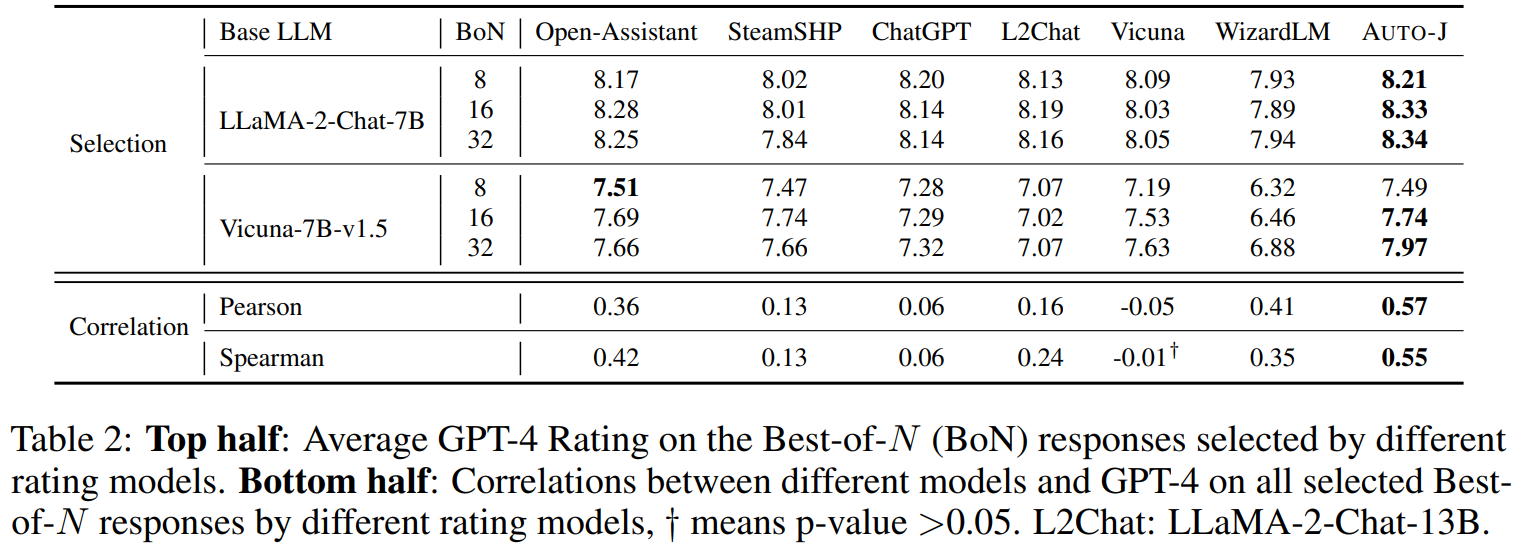 Base LLM BoN Open-Assistant SteamSHP ChatGPT L2Chat Vicuna WizardLM AUTO-J
Selection LLaMA-2-Chat-7B 8 8.17 8.02 8.20 8.13 8.09 7.93 8.21
16 8.28 8.01 8.14 8.19 8.03 7.89 8.33
32 8.25 7.84 8.14 8.16 8.05 7.94 8.34
Vicuna-7B-v1.5 8 7.51 7.47 7.28 7.07 7.19 6.32 7.49
16 7.69 7.74 7.29 7.02 7.53 6.46 7.74
32 7.66 7.66 7.32 7.07 7.63 6.88 7.97
Correlation Pearson 0.36 0.13 0.06 0.16 -0.05 0.41 0.57
Spearman 0.42 0.13 0.06 0.24 -0.01† 0.35 0.55
Table 2: Top half: Average GPT-4 Rating on the Best-of-N (BoN) responses selected by different
rating models. Bottom half: Correlations between different models and GPT-4 on all selected Best-
of-N responses by different rating models, † means p-value >0.05. L2Chat: LLaMA-2-Chat-13B.